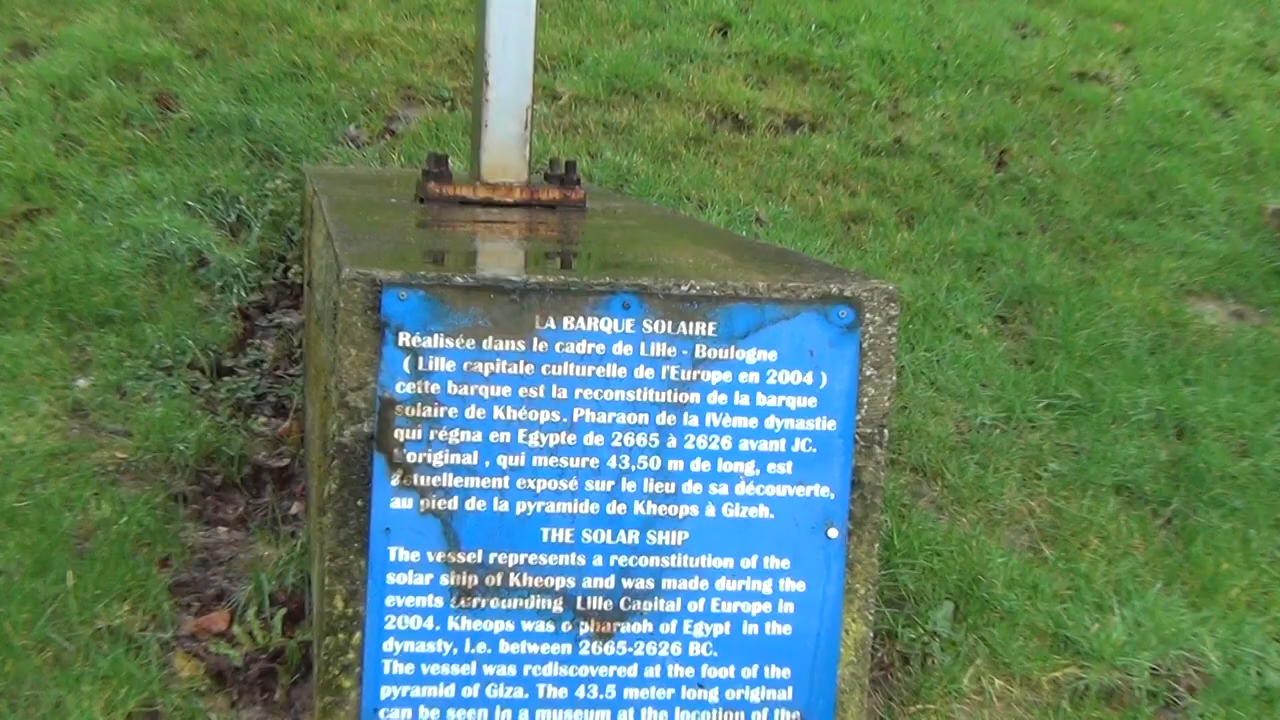 LA BARQUE SOLAIRE
Réalisée dans le cadre de Lille - Boulogne
( Lille capitale culturelle de l'Europe en 2004 )
cette barque est la reconstitution de la barque
solaire de Khéops. Pharaon de la IVème dynastie
qui régna en Egypte de 2665 à 2626 avant JC.
L'original , qui mesure 43,50 m de long, est
actuellement exposé sur le lieu de sa découverte,
au pied de la pyramide de Kheops à Gizeh.
THE SOLAR SHIP
The vessel represents a reconstitution of the
solar ship of Kheops and was made during the
events surrounding Lille Capital of Europe in
2004. Kheops was a pharaoh of Egypt in the
dynasty, i.e. between 2665-2626 BC.
The vessel was rediscovered at the foot of the
pyramid of Giza. The 43.5 meter long original
can be seen in a museum at the location of the